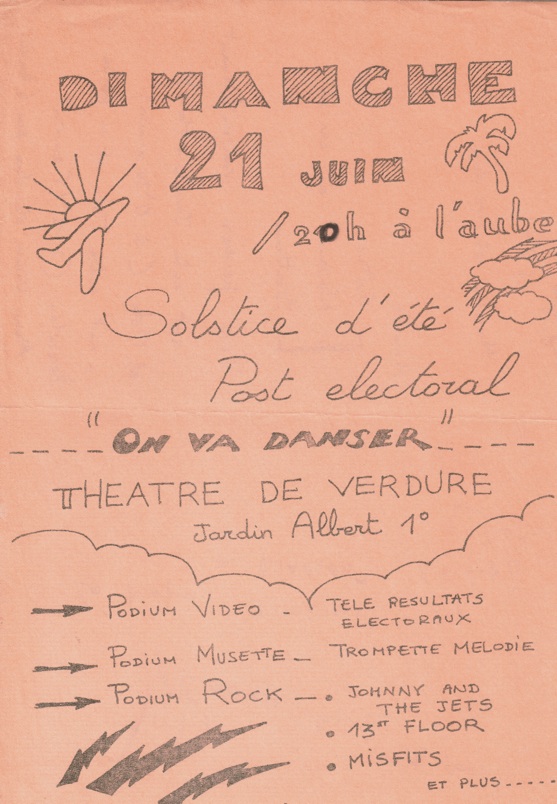 DIMANCHE
21 JUIN
/20h à l'aube
Solstice d'été
Post electoral
"ON VA DANSER"
THEATRE DE VERDURE
Jardin Albert 1°
PODIUM VIDEO - TELE RESULTATS
ELECTORAUX
PODIUM MUSETTE - TROMPETTE MELODIE
PODIUM ROCK - • JOHNNY AND
THE JETS
• 13ST FLOOR
• MISFITS
ET PLUS-----